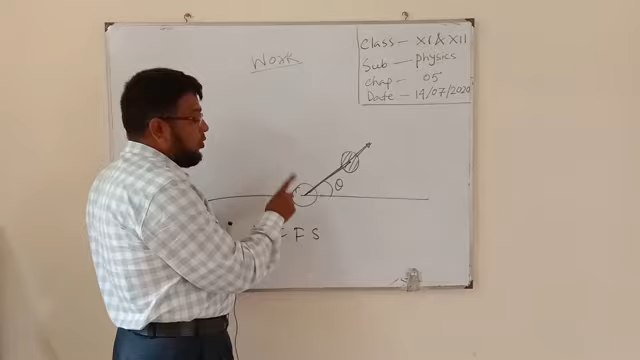 Work
Class — XI & XII
Sub — physics
Chap — 05
Date — 19/07/2020
θ
F S